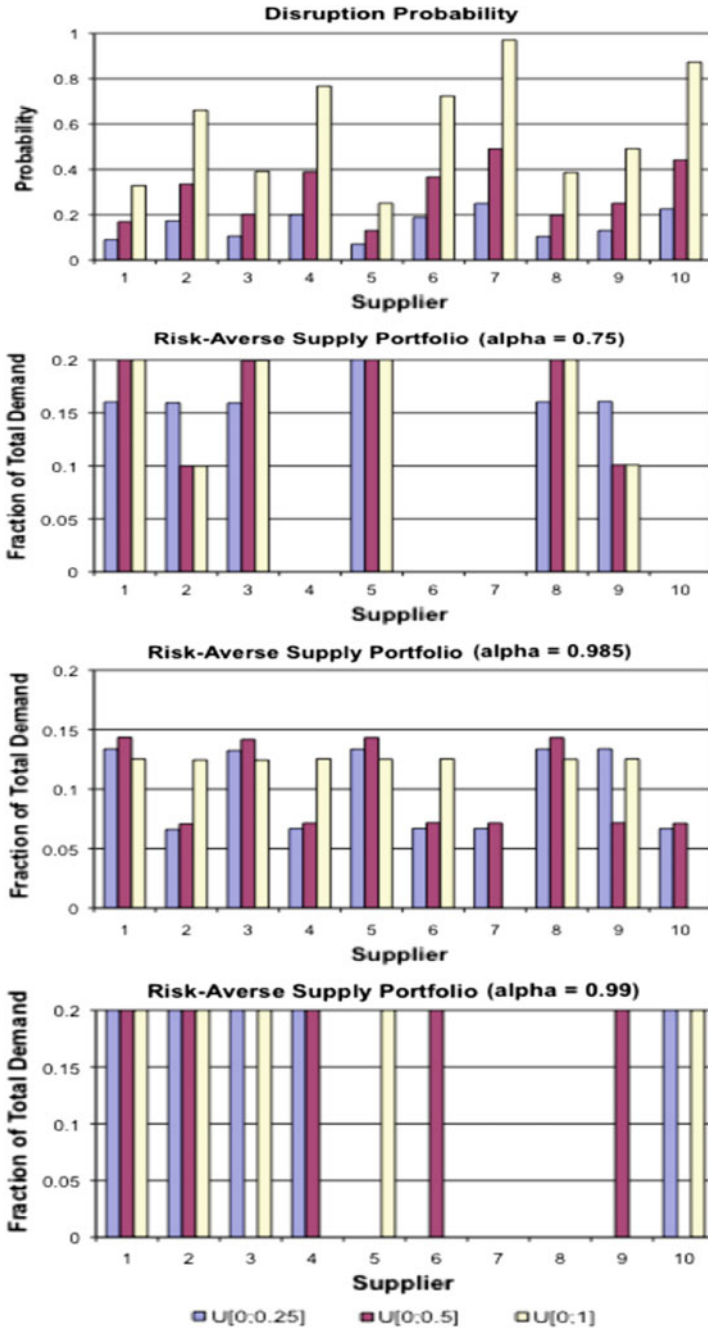 Disruption Probability
1
0.8
0.6
0.4
0.2
0
Probability
1 2 3 4 5 6 7 8 9 10
Supplier
Risk-Averse Supply Portfolio (alpha = 0.75)
0.2
0.15
0.1
0.05
0
Fraction of Total Demand
1 2 3 4 5 6 7 8 9 10
Supplier
Risk-Averse Supply Portfolio (alpha = 0.985)
0.2
0.15
0.1
0.05
0
Fraction of Total Demand
1 2 3 4 5 6 7 8 9 10
Supplier
Risk-Averse Supply Portfolio (alpha = 0.99)
0.2
0.15
0.1
0.05
0
Fraction of Total Demand
1 2 3 4 5 6 7 8 9 10
Supplier
U[0;0.25] U[0;0.5] U[0;1]